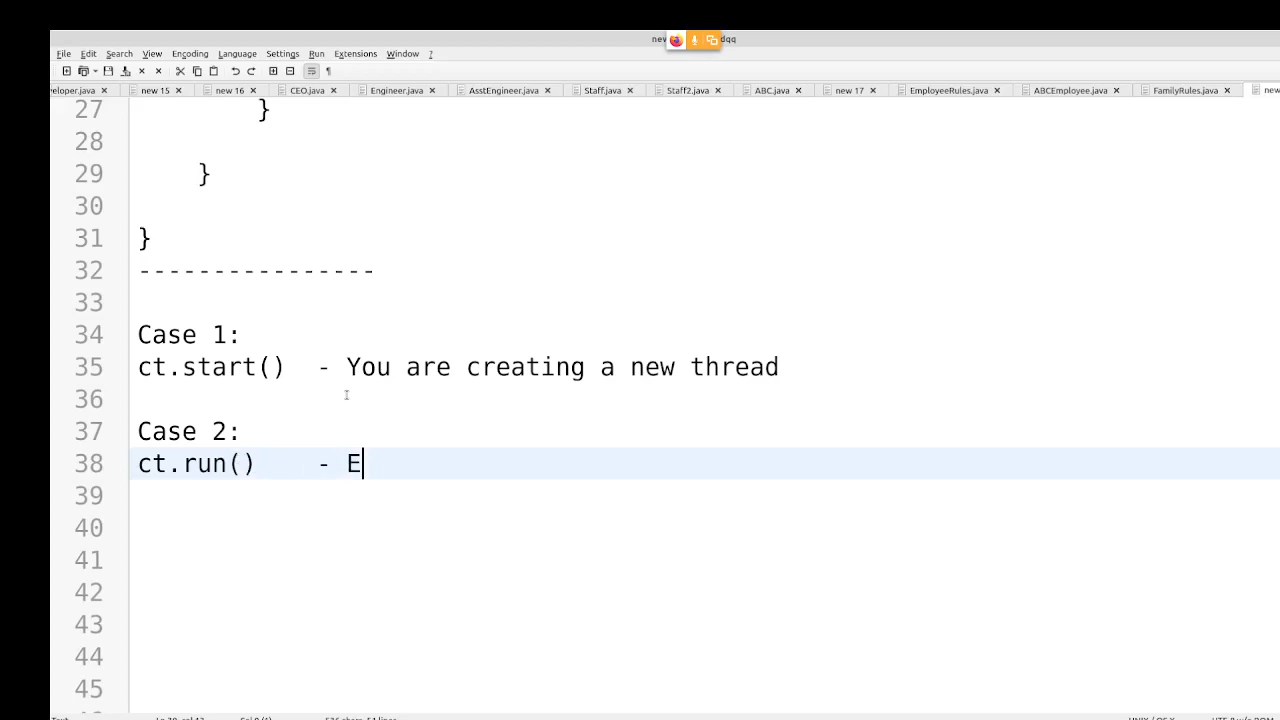 File Edit Search View Encoding Language Settings Run Extensions Window ?
veloper.java new 15 new 16 CEO.java Engineer.java AsstEngineer.java Staff.java Staff2.java ABC.java new 17 EmployeeRules.java ABCEmployee.java FamilyRules.java new
27 }
28
29 }
30
31 }
32 ----------------
33
34 Case 1:
35 ct.start() - You are creating a new thread
36
37 Case 2:
38 ct.run() - E
39
40
41
42
43
44
45